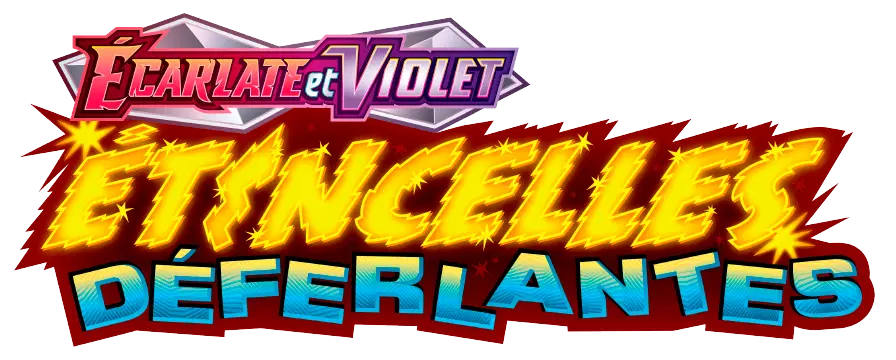 ÉCARLATE et VIOLET
ÉTINCELLES
DÉFERLANTES